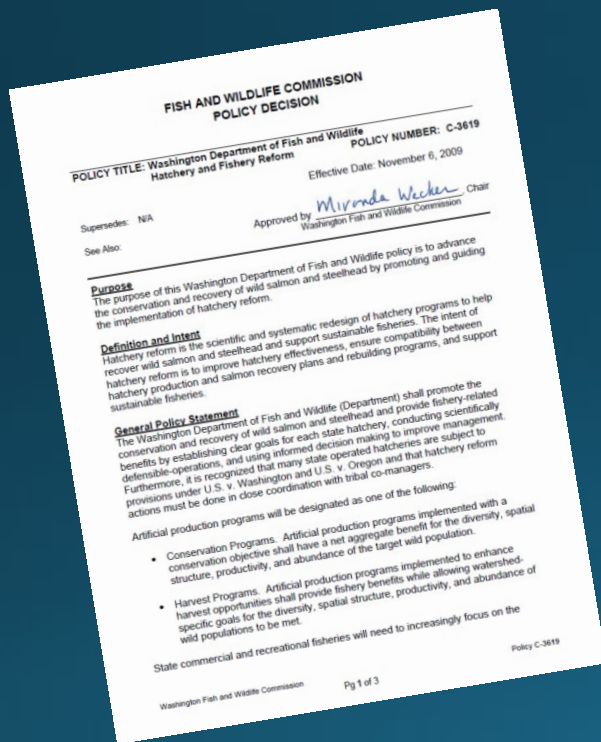 FISH AND WILDLIFE COMMISSION
POLICY DECISION
POLICY TITLE: Washington Department of Fish and Wildlife
Hatchery and Fishery Reform
POLICY NUMBER: C-3619
Effective Date: November 6, 2009
Supersedes: N/A
Approved by Miranda Wecker, Chair
Washington Fish and Wildlife Commission
See Also:
Purpose
The purpose of this Washington Department of Fish and Wildlife policy is to advance
the conservation and recovery of wild salmon and steelhead by promoting and guiding
the implementation of hatchery reform.
Definition and Intent
Hatchery reform is the scientific and systematic redesign of hatchery programs to help
recover wild salmon and steelhead and support sustainable fisheries. The intent of
hatchery reform is to improve hatchery effectiveness, ensure compatibility between
hatchery production and salmon recovery plans and rebuilding programs, and support
sustainable fisheries.
General Policy Statement
The Washington Department of Fish and Wildlife (Department) shall promote the
conservation and recovery of wild salmon and steelhead and provide fishery-related
benefits by establishing clear goals for each state hatchery, conducting scientifically
defensible-operations, and using informed decision making to improve management.
Furthermore, it is recognized that many state operated hatcheries are subject to
provisions under U.S. v. Washington and U.S. v. Oregon and that hatchery reform
actions must be done in close coordination with tribal co-managers.
Artificial production programs will be designated as one of the following:
• Conservation Programs. Artificial production programs implemented with a
conservation objective shall have a net aggregate benefit for the diversity, spatial
structure, productivity, and abundance of the target wild population.
• Harvest Programs. Artificial production programs implemented to enhance
harvest opportunities shall provide fishery benefits while allowing watershed-
specific goals for the diversity, spatial structure, productivity, and abundance of
wild populations to be met.
State commercial and recreational fisheries will need to increasingly focus on the
Washington Fish and Wildlife Commission
Pg 1 of 3
Policy C-3619